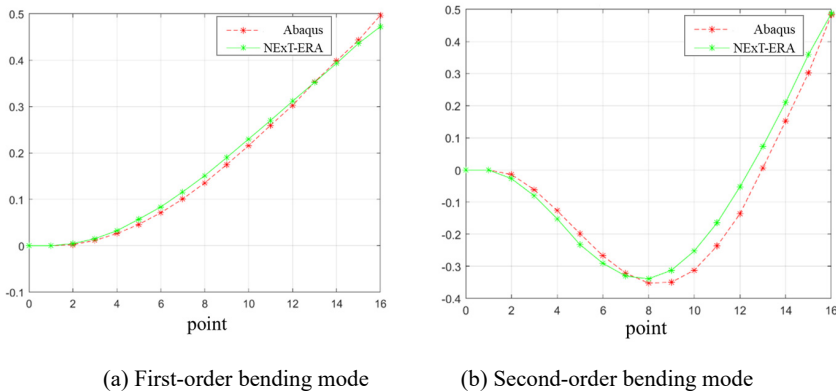 0.5
0.4
0.3
0.2
0.1
0
-0.1
0 2 4 6 8 10 12 14 16
point
Abaqus
NExT-ERA
0.5
0.4
0.3
0.2
0.1
0
-0.1
-0.2
-0.3
-0.4
0 2 4 6 8 10 12 14 16
point
Abaqus
NExT-ERA
(a) First-order bending mode
(b) Second-order bending mode